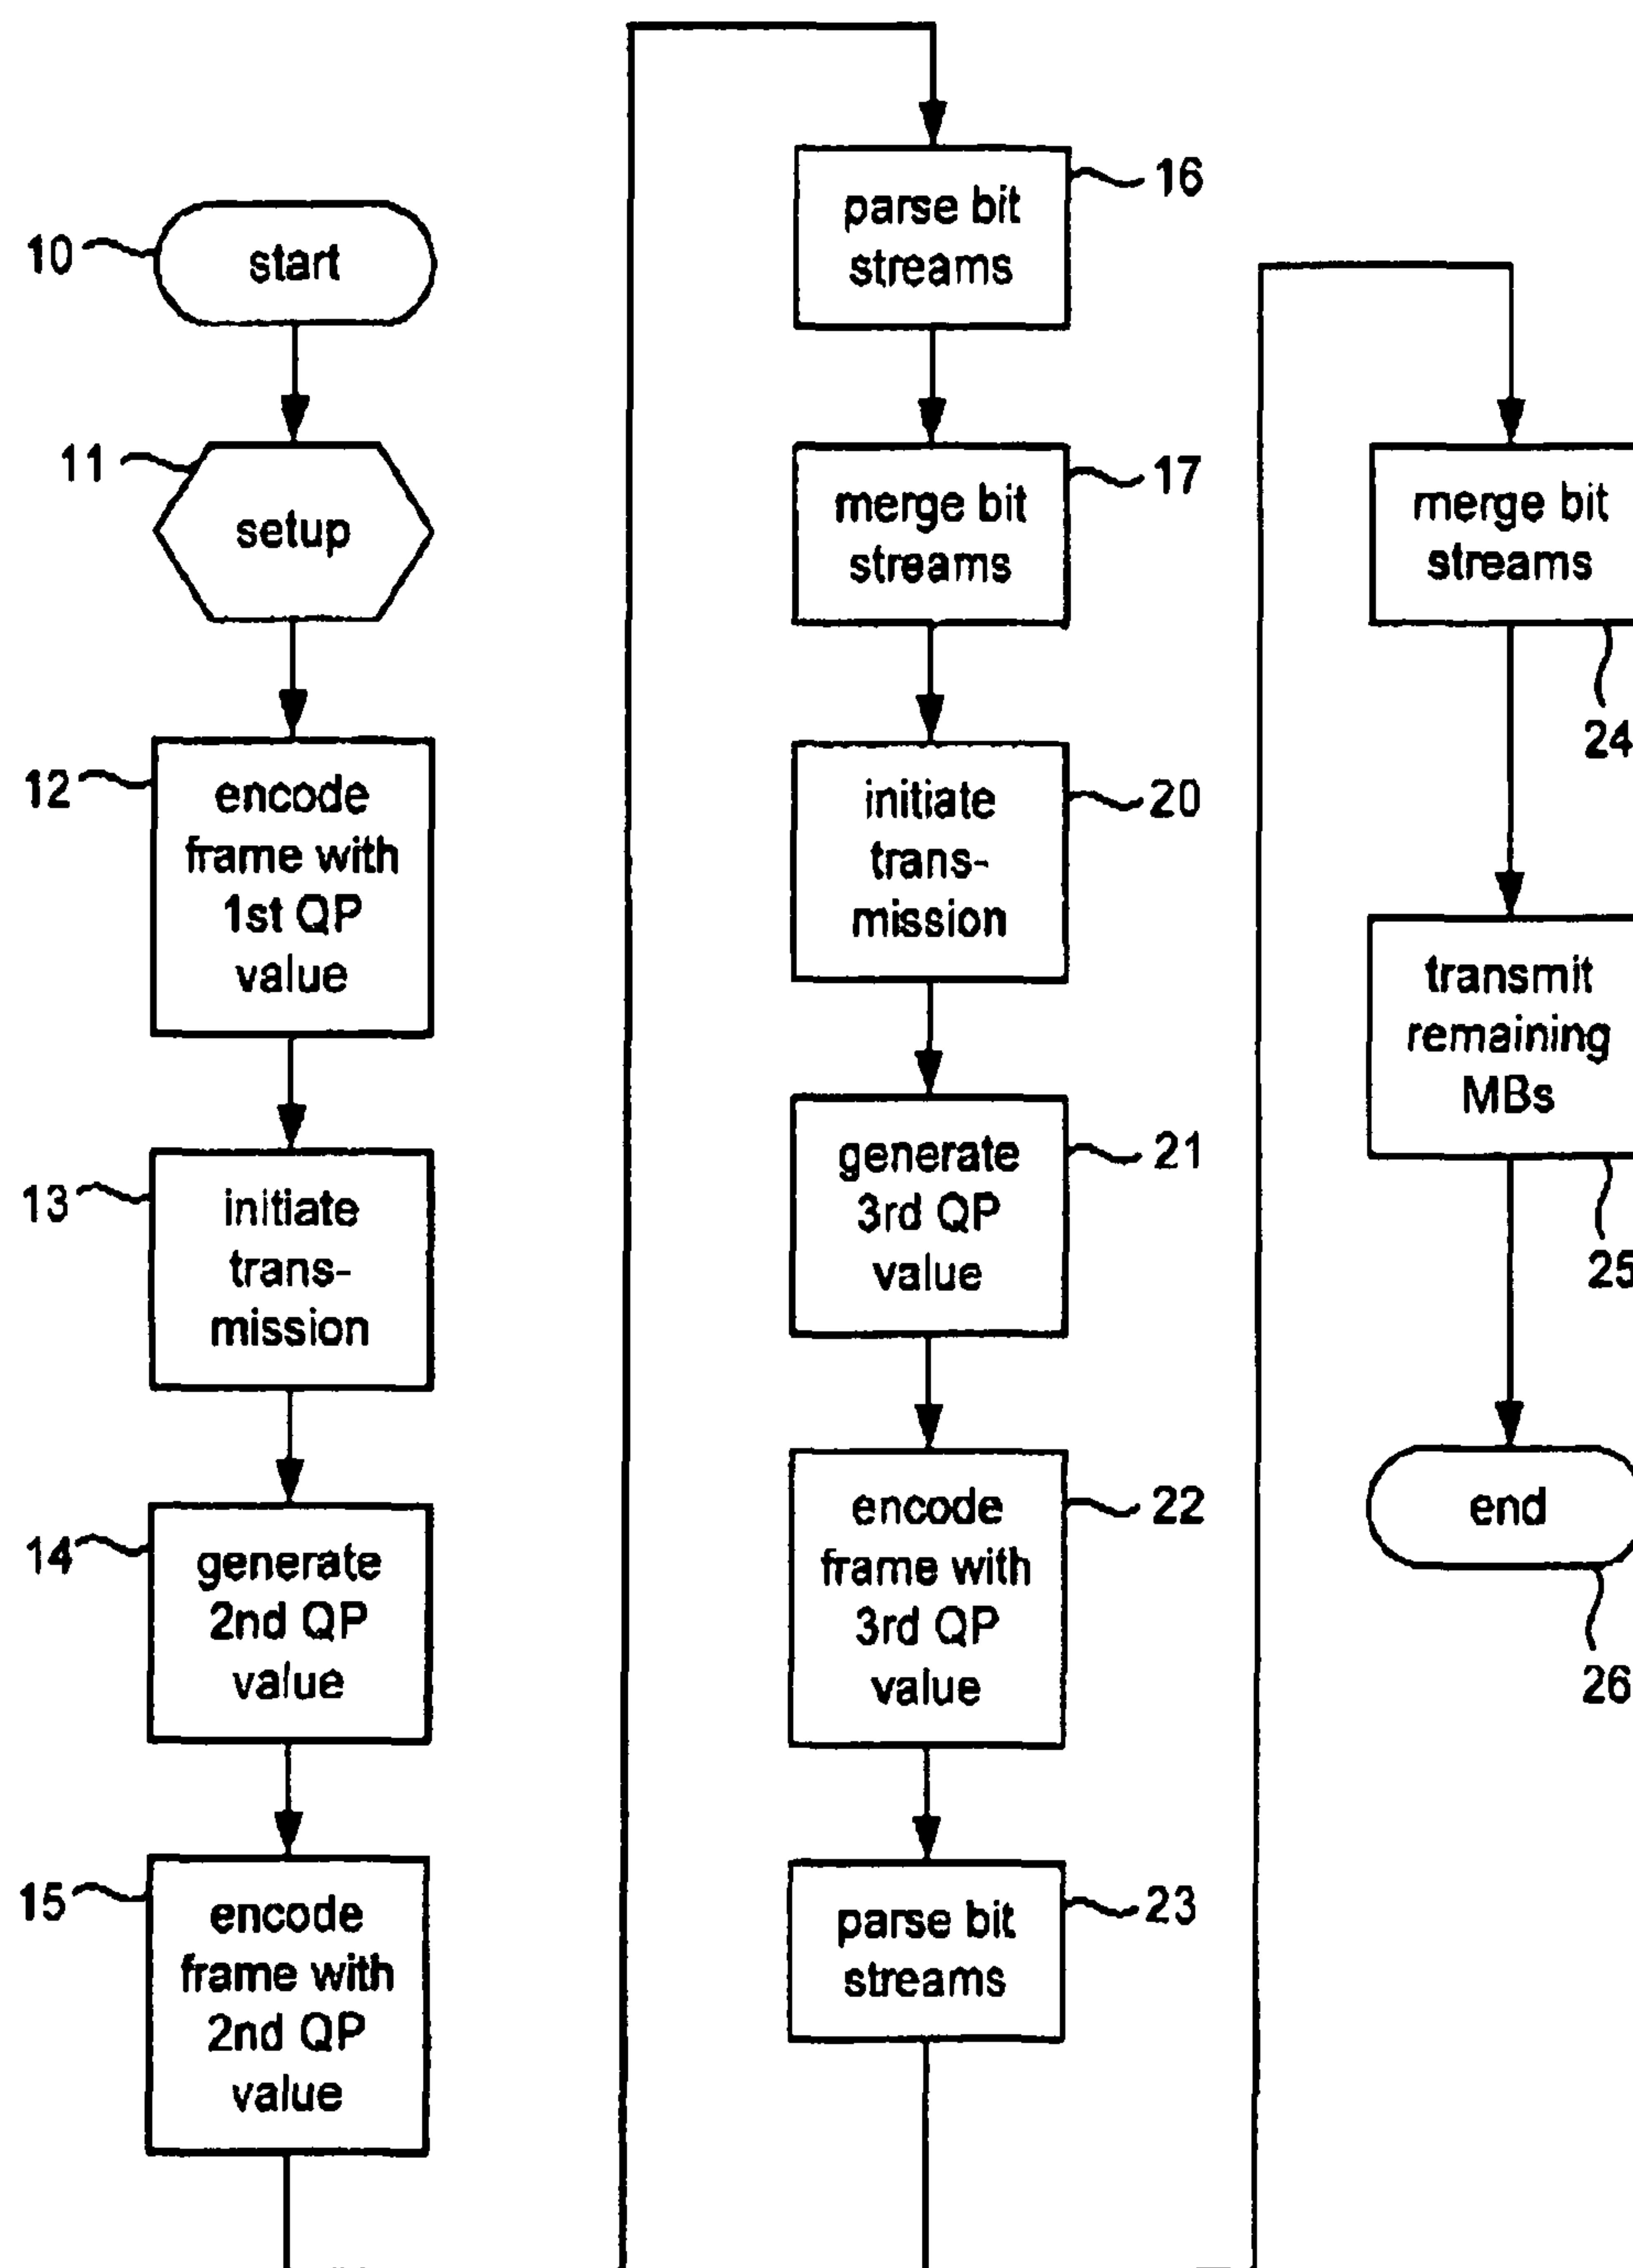 10
start
11
setup
12
encode
frame with
1st QP
value
13
initiate
trans-
mission
14
generate
2nd QP
value
15
encode
frame with
2nd QP
value
16
parse bit
streams
17
merge bit
streams
20
initiate
trans-
mission
21
generate
3rd QP
value
22
encode
frame with
3rd QP
value
23
parse bit
streams
merge bit
streams
24
transmit
remaining
MBs
25
end
26